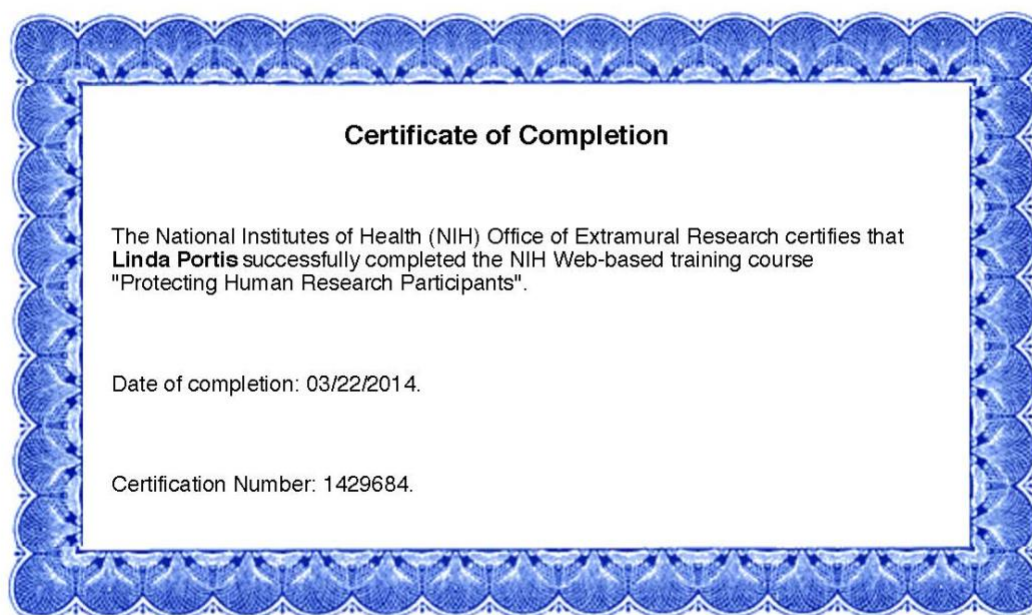 Certificate of Completion
The National Institutes of Health (NIH) Office of Extramural Research certifies that
Linda Portis successfully completed the NIH Web-based training course
"Protecting Human Research Participants".
Date of completion: 03/22/2014.
Certification Number: 1429684.